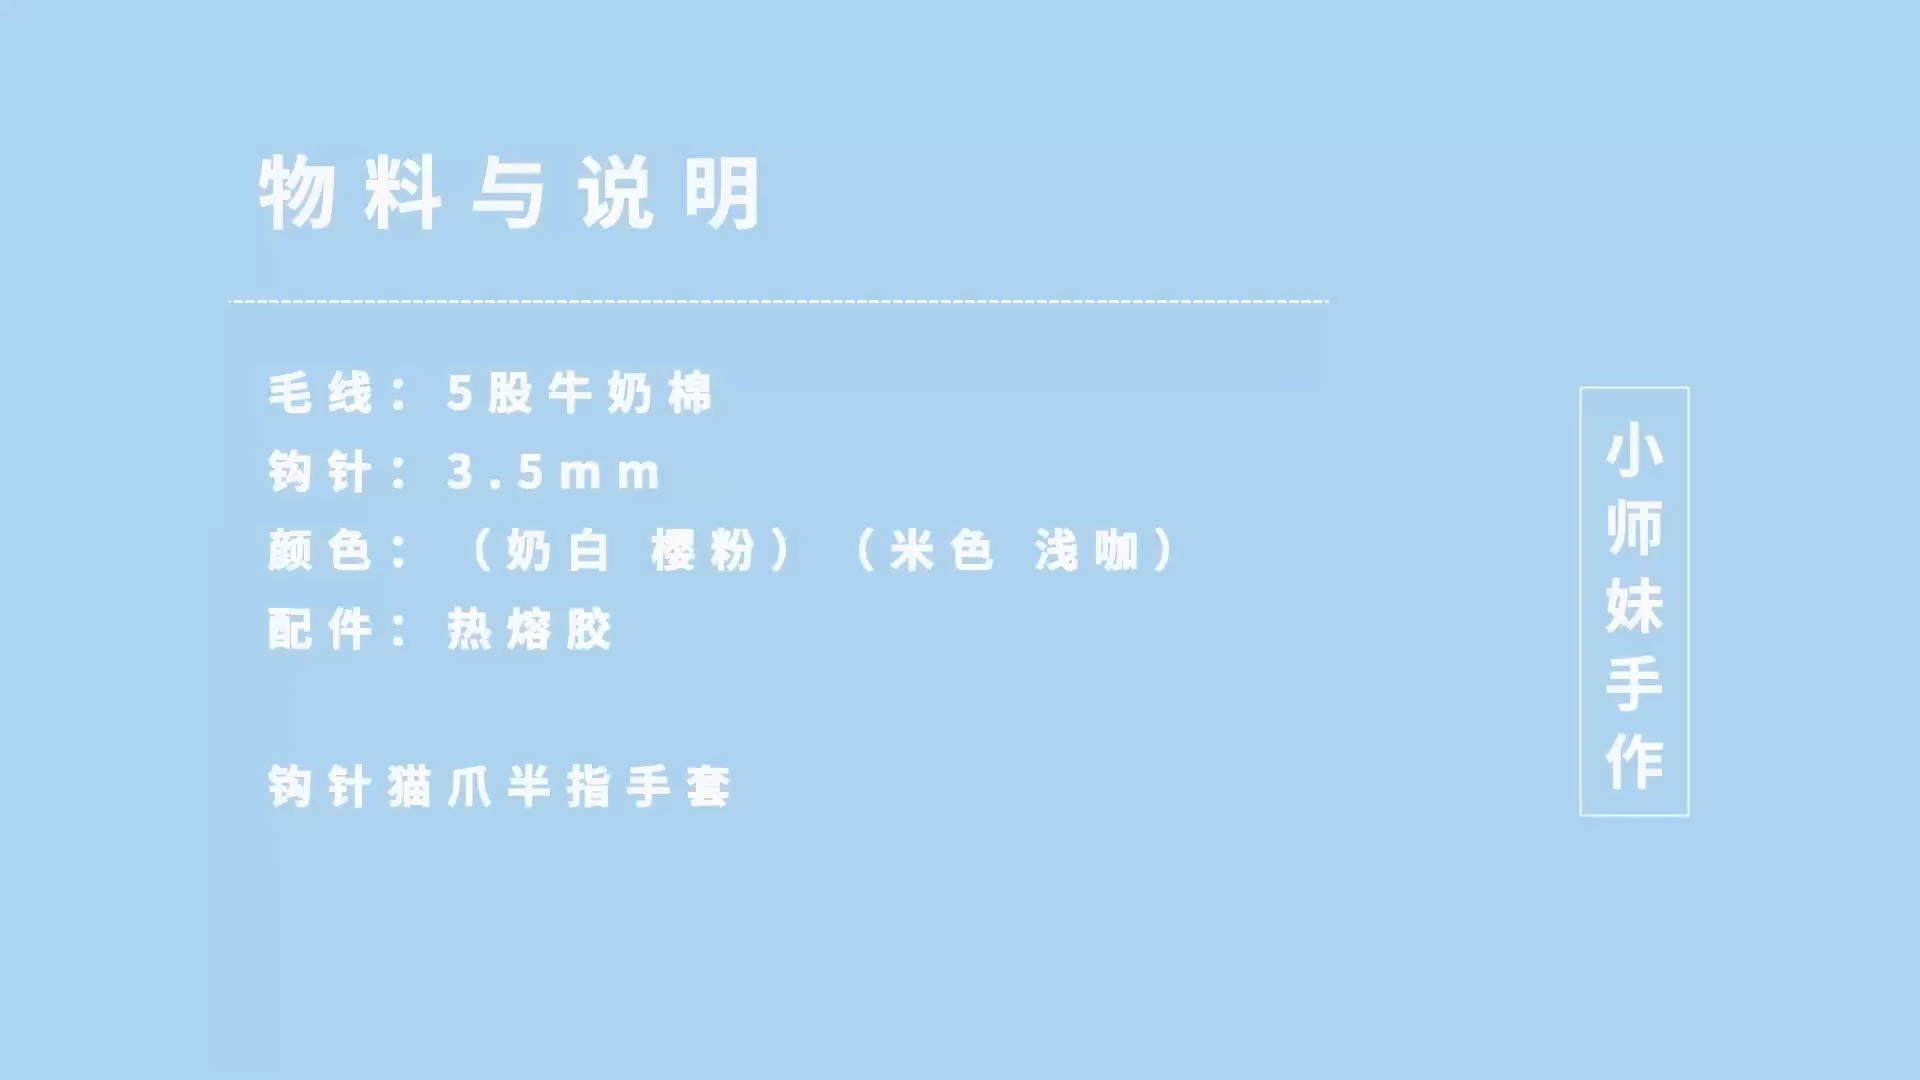 物料与说明
毛线：5股牛奶棉
钩针：3.5mm
颜色：（奶白 樱粉）（米色 浅咖）
配件：热熔胶
钩针猫爪半指手套
小师妹手作